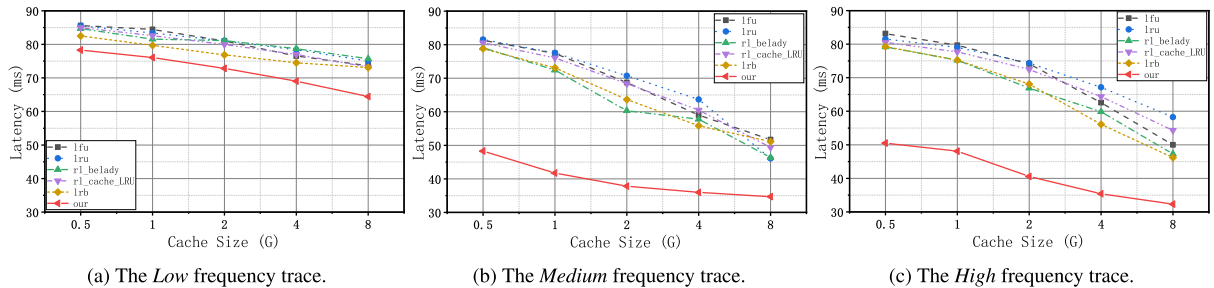 90
80
70
60
50
40
30
Latency (ms)
lfu
lru
rl_belady
rl_cache_LRU
lrb
our
0.5 1 2 4 8
Cache Size (G)
(a) The Low frequency trace.
90
80
70
60
50
40
30
Latency (ms)
lfu
lru
rl_belady
rl_cache_LRU
lrb
our
0.5 1 2 4 8
Cache Size (G)
(b) The Medium frequency trace.
90
80
70
60
50
40
30
Latency (ms)
lfu
lru
rl_belady
rl_cache_LRU
lrb
our
0.5 1 2 4 8
Cache Size (G)
(c) The High frequency trace.